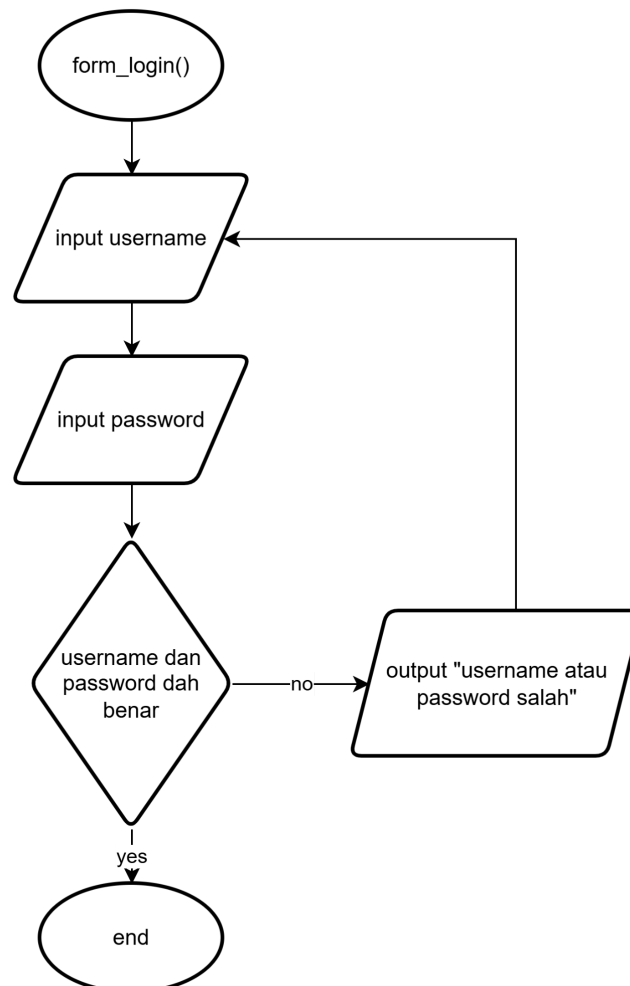 form_login()
input username
input password
username dan
password dah
benar
no
output "username atau
password salah"
yes
end